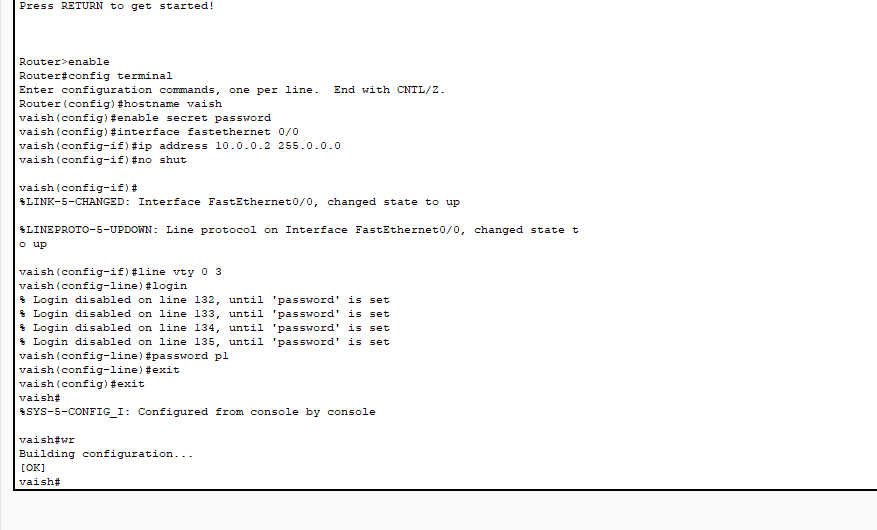 Press RETURN to get started!
Router>enable
Router#config terminal
Enter configuration commands, one per line.  End with CNTL/Z.
Router(config)#hostname vaish
vaish(config)#enable secret password
vaish(config)#interface fastethernet 0/0
vaish(config-if)#ip address 10.0.0.2 255.0.0.0
vaish(config-if)#no shut
vaish(config-if)#
%LINK-5-CHANGED: Interface FastEthernet0/0, changed state to up
%LINEPROTO-5-UPDOWN: Line protocol on Interface FastEthernet0/0, changed state t
o up
vaish(config-if)#line vty 0 3
vaish(config-line)#login
% Login disabled on line 132, until 'password' is set
% Login disabled on line 133, until 'password' is set
% Login disabled on line 134, until 'password' is set
% Login disabled on line 135, until 'password' is set
vaish(config-line)#password p1
vaish(config-line)#exit
vaish(config)#exit
vaish#
%SYS-5-CONFIG_I: Configured from console by console
vaish#wr
Building configuration...
[OK]
vaish#